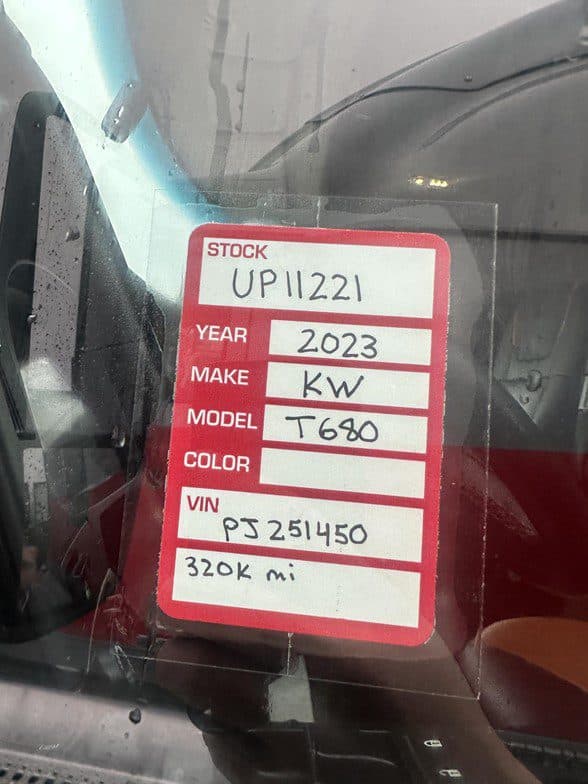 STOCK
UP11221
YEAR 2023
MAKE KW
MODEL T680
COLOR
VIN
PJ251450
320K mi